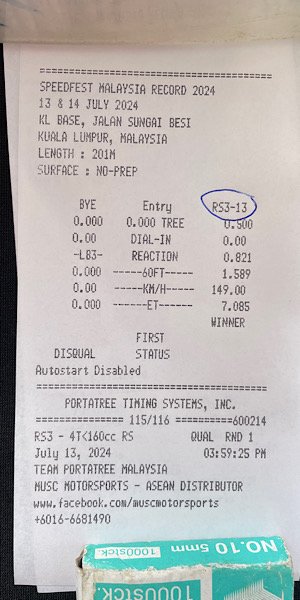 ==========================================
SPEEDFEST MALAYSIA RECORD 2024
13 & 14 JULY 2024
KL BASE, JALAN SUNGAI BESI
KUALA LUMPUR, MALAYSIA
LENGTH : 201M
SURFACE : NO-PREP
BYE Entry RS3-13
0.000 0.000 TREE 0.500
0.00 DIAL-IN 0.00
-L83- REACTION 0.821
0.000 ------60FT------ 1.589
0.00 ------KM/H------ 149.00
0.000 -------ET------- 7.085
WINNER
FIRST
DISQUAL STATUS
Autostart Disabled
==========================================
PORTATREE TIMING SYSTEMS, INC.
================ 115/116 ==========600214
RS3 - 4T<160cc RS QUAL RND 1
July 13, 2024 03:59:25 PM
TEAM PORTATREE MALAYSIA
MUSC MOTORSPORTS - ASEAN DISTRIBUTOR
www.facebook.com/muscmotorsports
+6016-6681490
NO.10 5mm
1000stck.
1000stck.